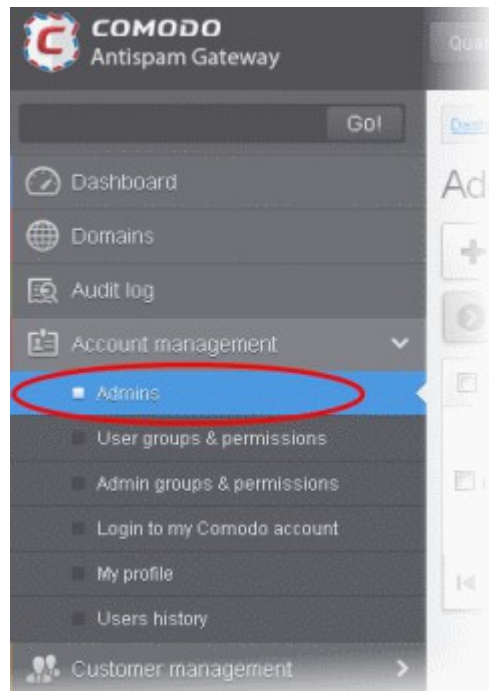 COMODO
Antispam Gateway
Go!
Dashboard
Domains
Audit log
Account management
Admins
User groups & permissions
Admin groups & permissions
Login to my Comodo account
My profile
Users history
Customer management
Ad